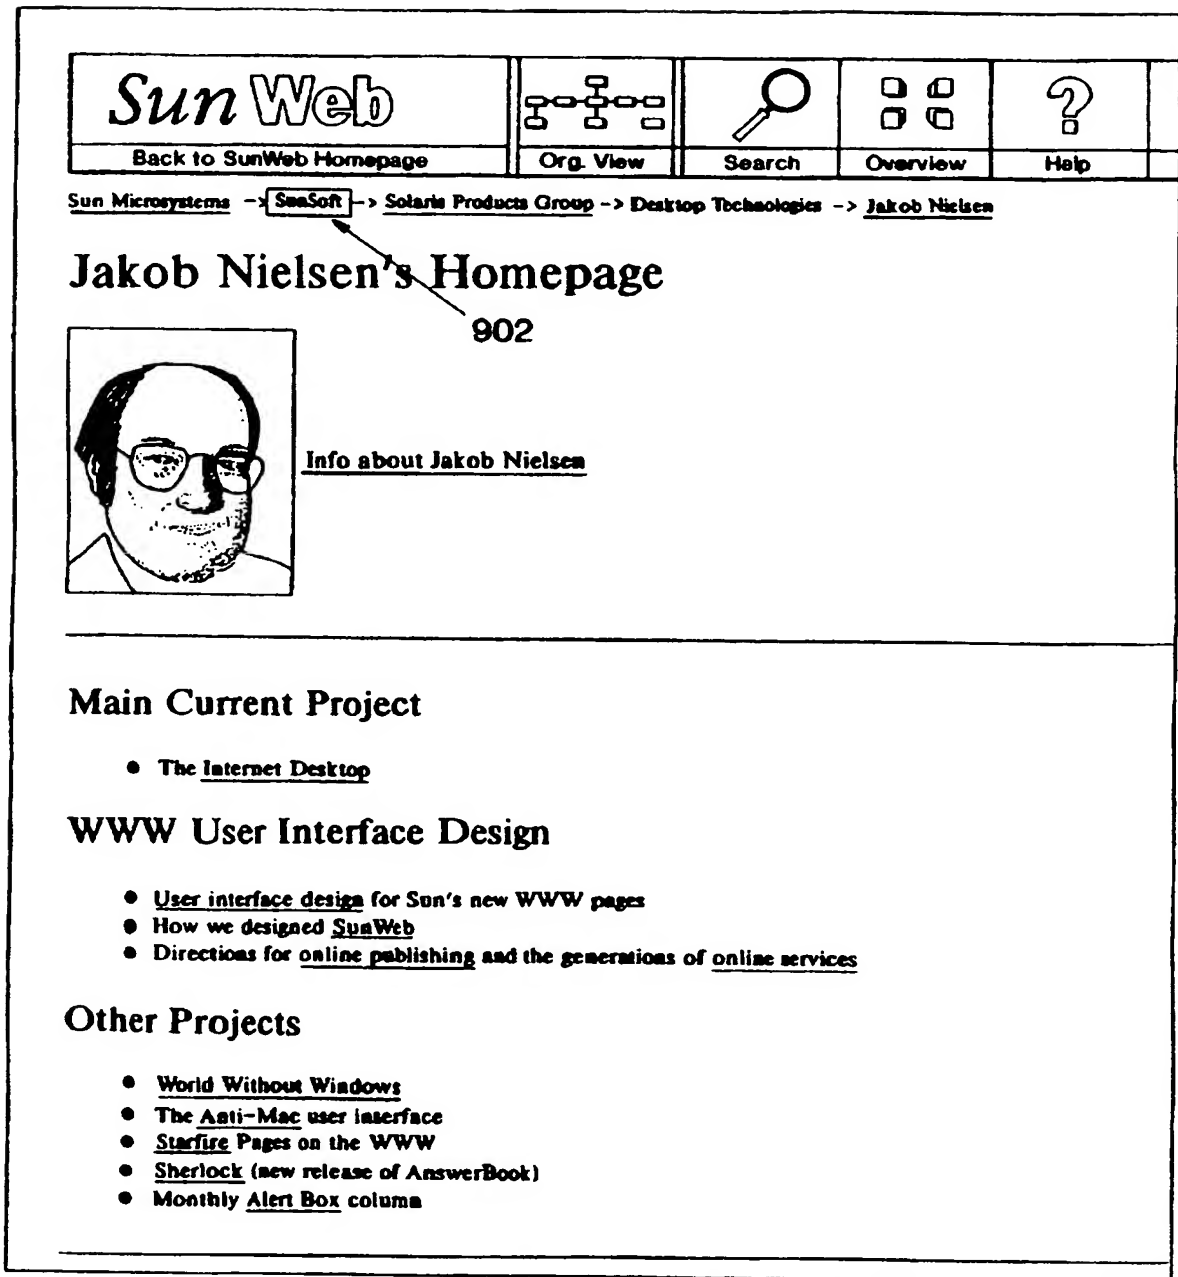 Sun Web
Back to SunWeb Homepage
Org. View
Search
Overview
Help
Sun Microsystems -> SunSoft -> Solaris Products Group -> Desktop Technologies -> Jakob Nielsen
Jakob Nielsen's Homepage
902
Info about Jakob Nielsen
Main Current Project
● The Internet Desktop
WWW User Interface Design
● User interface design for Sun's new WWW pages
● How we designed SunWeb
● Directions for online publishing and the generations of online services
Other Projects
● World Without Windows
● The Anti-Mac user interface
● Starfire Pages on the WWW
● Sherlock (new release of AnswerBook)
● Monthly Alert Box column